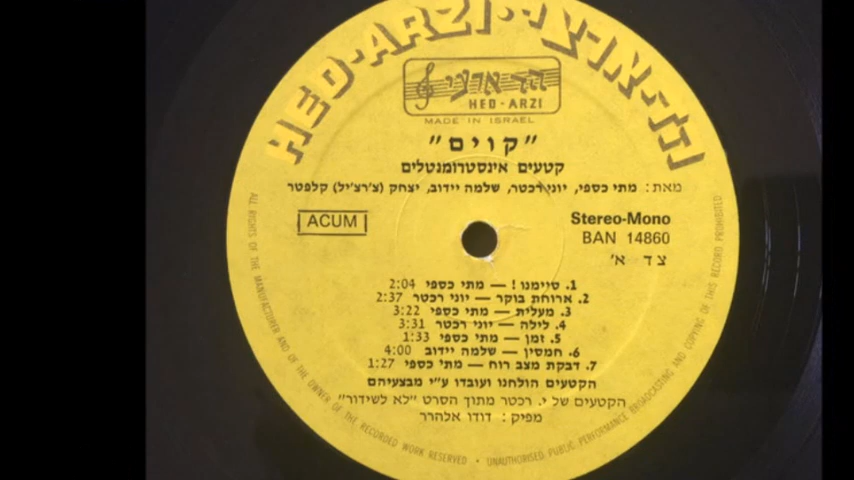 HED-ARZI · הד-ארצי
הד ארצי
HED-ARZI
MADE IN ISRAEL
"קוים"
קטעים אינסטרומנטלים
מאת: מתי כספי, יוני רכטר, שלמה יידוב, יצחק (צ'רצ'יל) קלפטר
ACUM
Stereo-Mono
BAN 14860
צד א'
1. סיימנו! — מתי כספי 2:04
2. ארוחת בוקר — יוני רכטר 2:37
3. מעלית — מתי כספי 3:22
4. לילה — יוני רכטר 3:31
5. זמן — מתי כספי 1:33
6. חמסין — שלמה יידוב 4:00
7. דבקת מצב רוח — מתי כספי 1:27
הקטעים הולחנו ועובדו ע"י מבצעיהם
הקטעים של י. רכטר מתוך הסרט "לא לשידור"
מפיק: דודו אלהרר
ALL RIGHTS OF THE MANUFACTURER AND OF THE OWNER OF THE RECORDED WORK RESERVED • UNAUTHORISED PUBLIC PERFORMANCE BROADCASTING AND COPYING OF THIS RECORD PROHIBITED